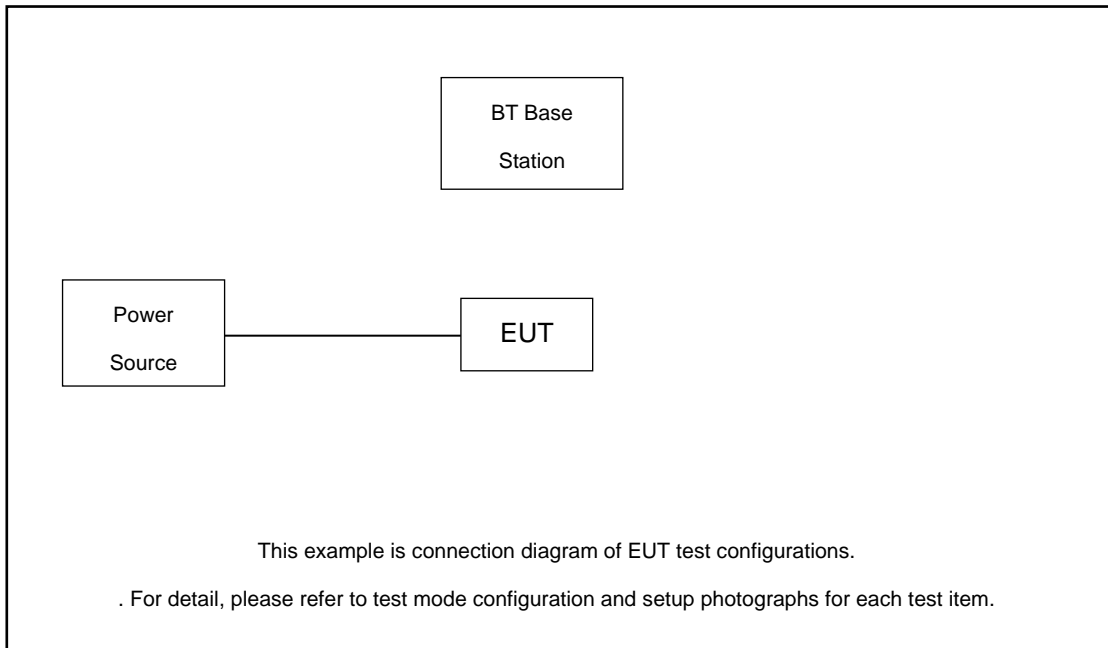 BT Base
Station
Power
Source
EUT
This example is connection diagram of EUT test configurations.
. For detail, please refer to test mode configuration and setup photographs for each test item.